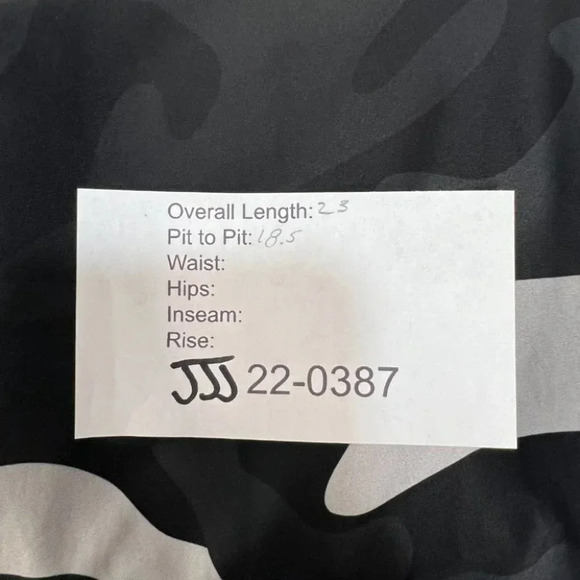 Overall Length: 23
Pit to Pit: 18.5
Waist:
Hips:
Inseam:
Rise:
JJJ 22-0387